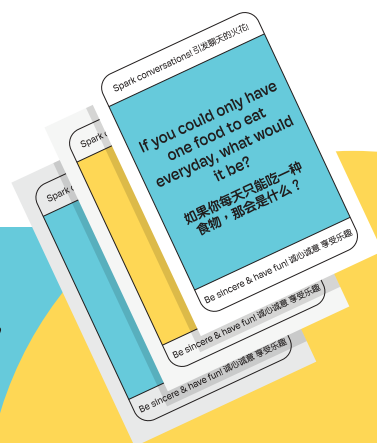 Spark conversations! 引发聊天的火花!
If you could only have
one food to eat
everyday, what would
it be?
如果你每天只能吃一种
食物，那会是什么？
Be sincere & have fun! 诚心诚意 享受乐趣
Spark
Be sincere & have fun! 诚心诚意 享受乐趣
Spark
Be sincere & have fun! 诚心诚意 享受乐趣